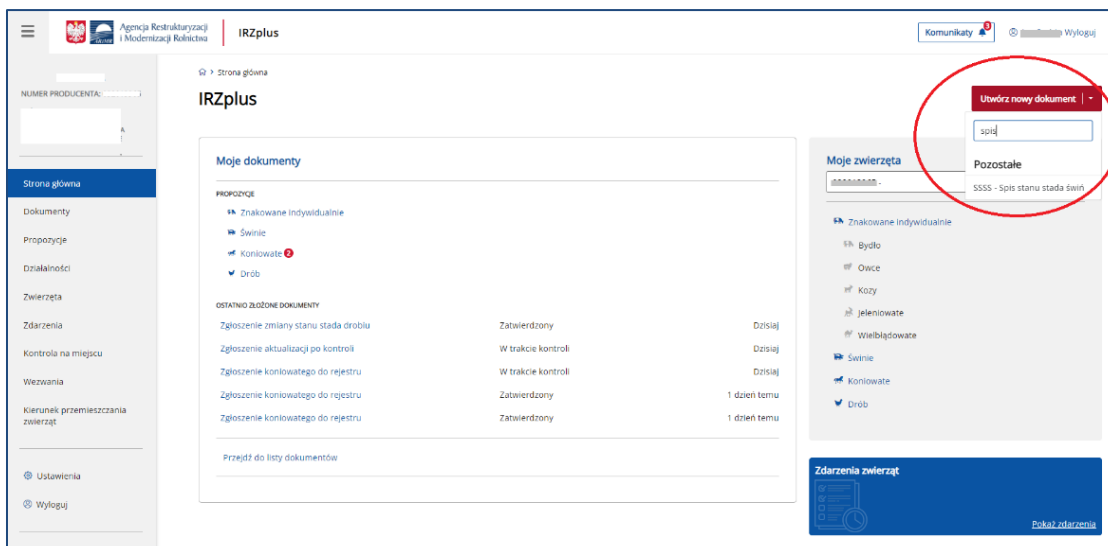 Agencja Restrukturyzacji
i Modernizacji Rolnictwa
IRZplus
Komunikaty 3
Wyloguj
Strona główna
NUMER PRODUCENTA:
IRZplus
Utwórz nowy dokument
spis
Pozostałe
SSSS - Spis stanu stada świń
Strona główna
Dokumenty
Propozycje
Działalności
Zwierzęta
Zdarzenia
Kontrola na miejscu
Wezwania
Kierunek przemieszczania
zwierząt
Ustawienia
Wyloguj
Moje dokumenty
PROPOZYCJE
Znakowane indywidualnie
Świnie
Koniowate 2
Drób
OSTATNIO ZŁOŻONE DOKUMENTY
Zgłoszenie zmiany stanu stada drobiu Zatwierdzony Dzisiaj
Zgłoszenie aktualizacji po kontroli W trakcie kontroli Dzisiaj
Zgłoszenie koniowatego do rejestru W trakcie kontroli Dzisiaj
Zgłoszenie koniowatego do rejestru Zatwierdzony 1 dzień temu
Zgłoszenie koniowatego do rejestru Zatwierdzony 1 dzień temu
Przejdź do listy dokumentów
Moje zwierzęta
Znakowane indywidualnie
Bydło
Owce
Kozy
Jeleniowate
Wielbłądowate
Świnie
Koniowate
Drób
Zdarzenia zwierząt
Pokaż zdarzenia